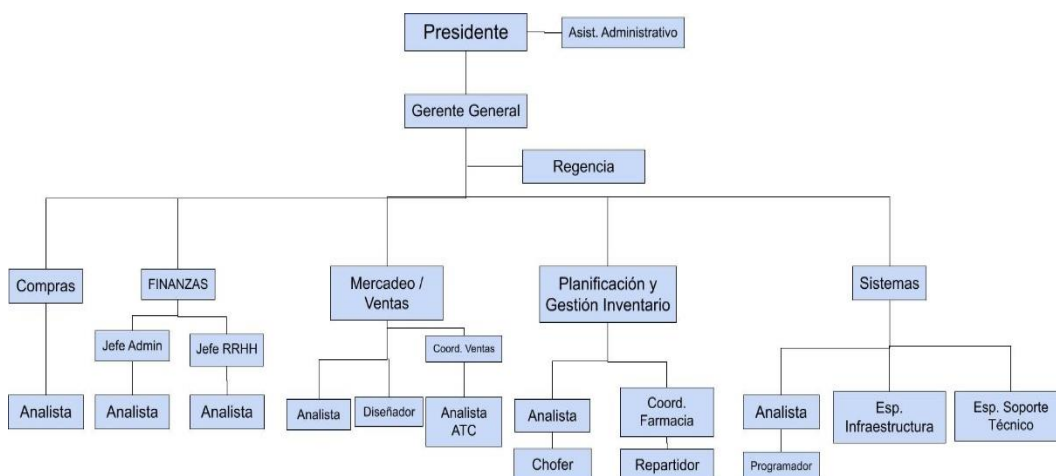 Presidente
Asist. Administrativo
Gerente General
Regencia
Compras
FINANZAS
Mercadeo /
Ventas
Planificación y
Gestión Inventario
Sistemas
Jefe Admin
Jefe RRHH
Coord. Ventas
Analista
Analista
Analista
Analista
Diseñador
Analista
ATC
Analista
Coord.
Farmacia
Analista
Esp.
Infraestructura
Esp. Soporte
Técnico
Chofer
Repartidor
Programador